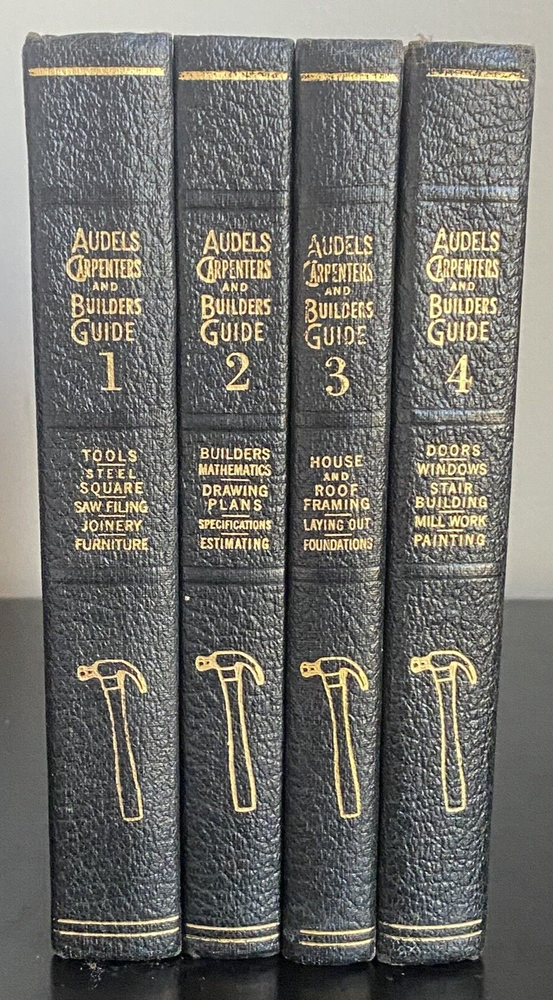 AUDELS
CARPENTERS
AND
BUILDERS
GUIDE
1
TOOLS
STEEL
SQUARE
SAW FILING
JOINERY
FURNITURE
AUDELS
CARPENTERS
AND
BUILDERS
GUIDE
2
BUILDERS
MATHEMATICS
DRAWING
PLANS
SPECIFICATIONS
ESTIMATING
AUDELS
CARPENTERS
AND
BUILDERS
GUIDE
3
HOUSE
AND
ROOF
FRAMING
LAYING OUT
FOUNDATIONS
AUDELS
CARPENTERS
AND
BUILDERS
GUIDE
4
DOORS
WINDOWS
STAIR
BUILDING
MILL WORK
PAINTING